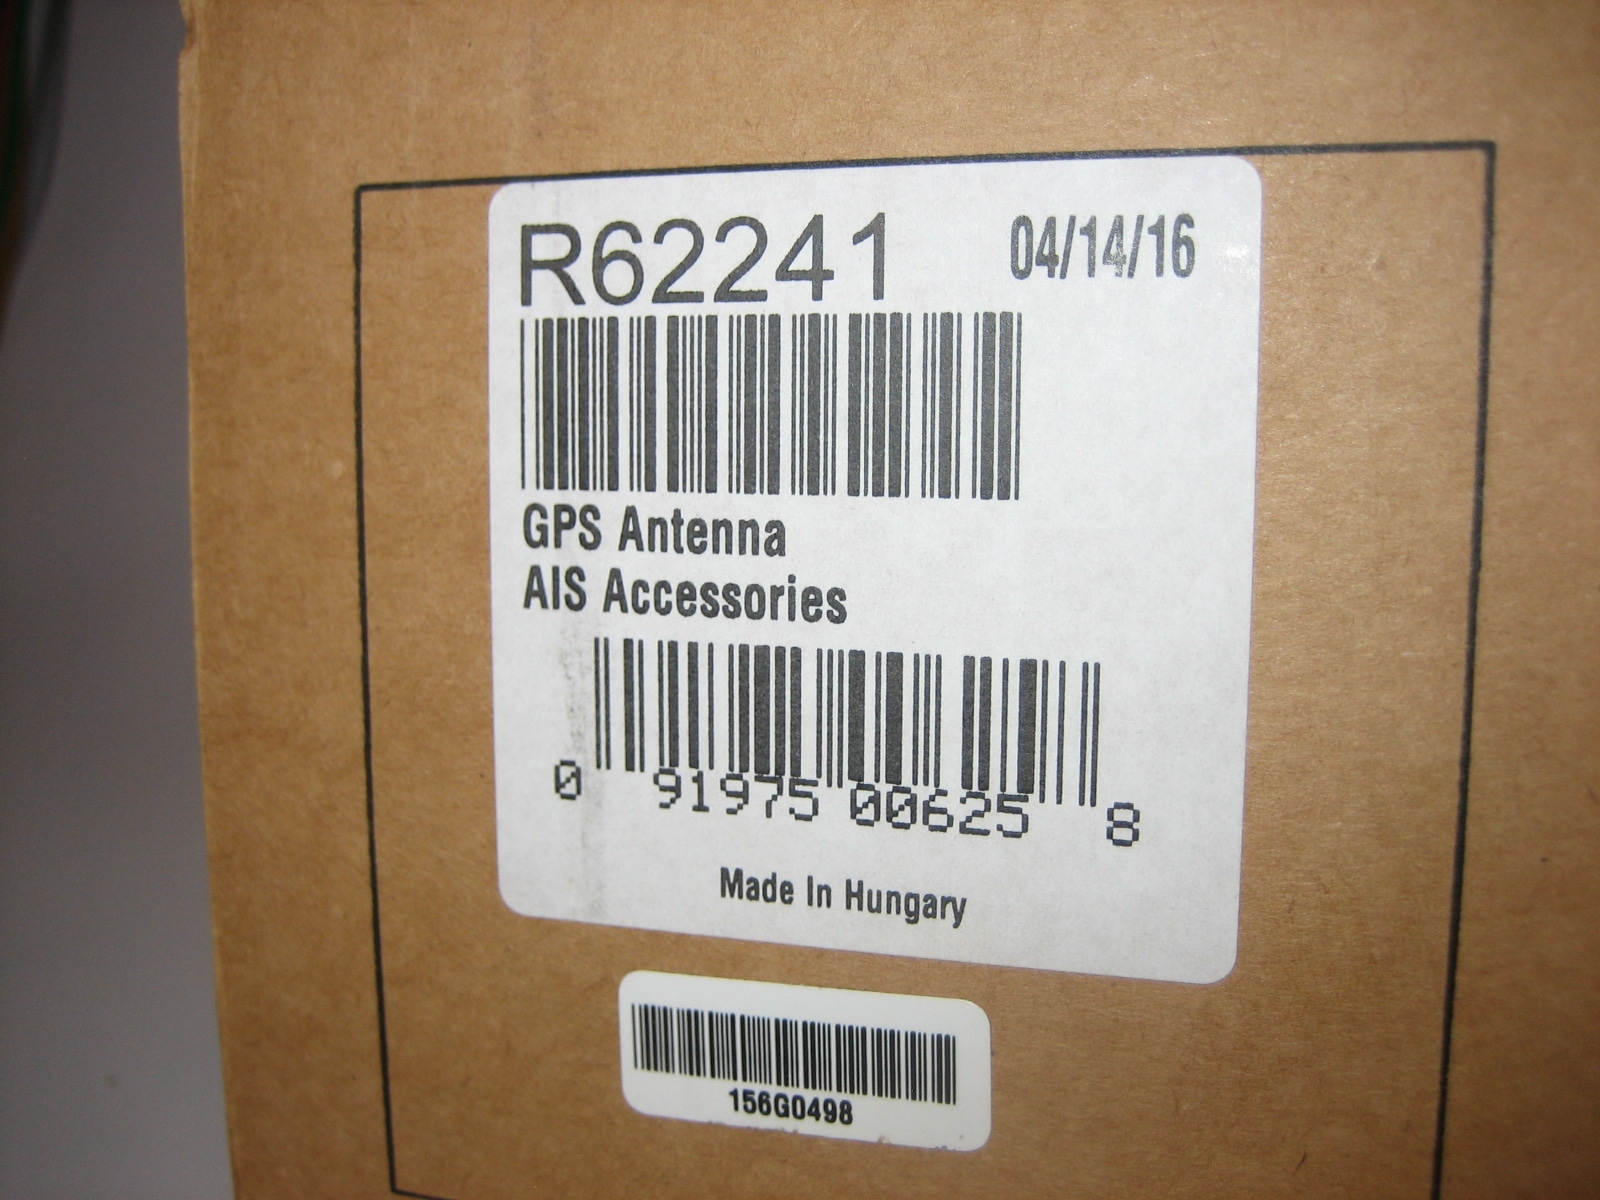 R62241 04/14/16
GPS Antenna
AIS Accessories
0 91975 00625 8
Made In Hungary
156G0498